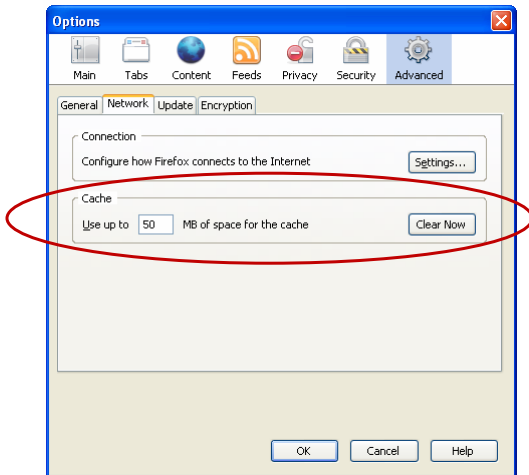 Options
Main Tabs Content Feeds Privacy Security Advanced
General Network Update Encryption
Connection
Configure how Firefox connects to the Internet Settings...
Cache
Use up to 50 MB of space for the cache Clear Now
OK Cancel Help